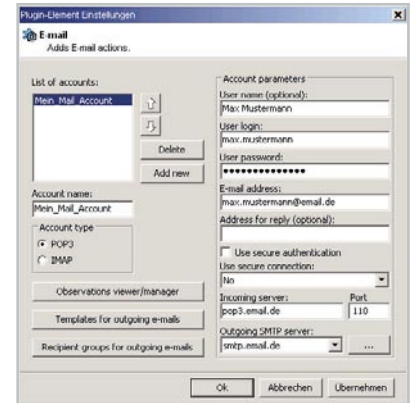 Plugin-Element Einstellungen
E-mail
Adds E-mail actions.
List of accounts:
Mein_Mail_Account
Delete
Add new
Account name:
Mein_Mail_Account
Account type
POP3
IMAP
Observations viewer/manager
Templates for outgoing e-mails
Recipient groups for outgoing e-mails
Account parameters
User name (optional):
Max Mustermann
User login:
max.mustermann
User password:
E-mail address:
max.mustermann@email.de
Address for reply (optional):
Use secure authentication
Use secure connection:
No
Incoming server: Port
pop3.email.de 110
Outgoing SMTP server:
smtp.email.de ...
Ok Abbrechen Übernehmen